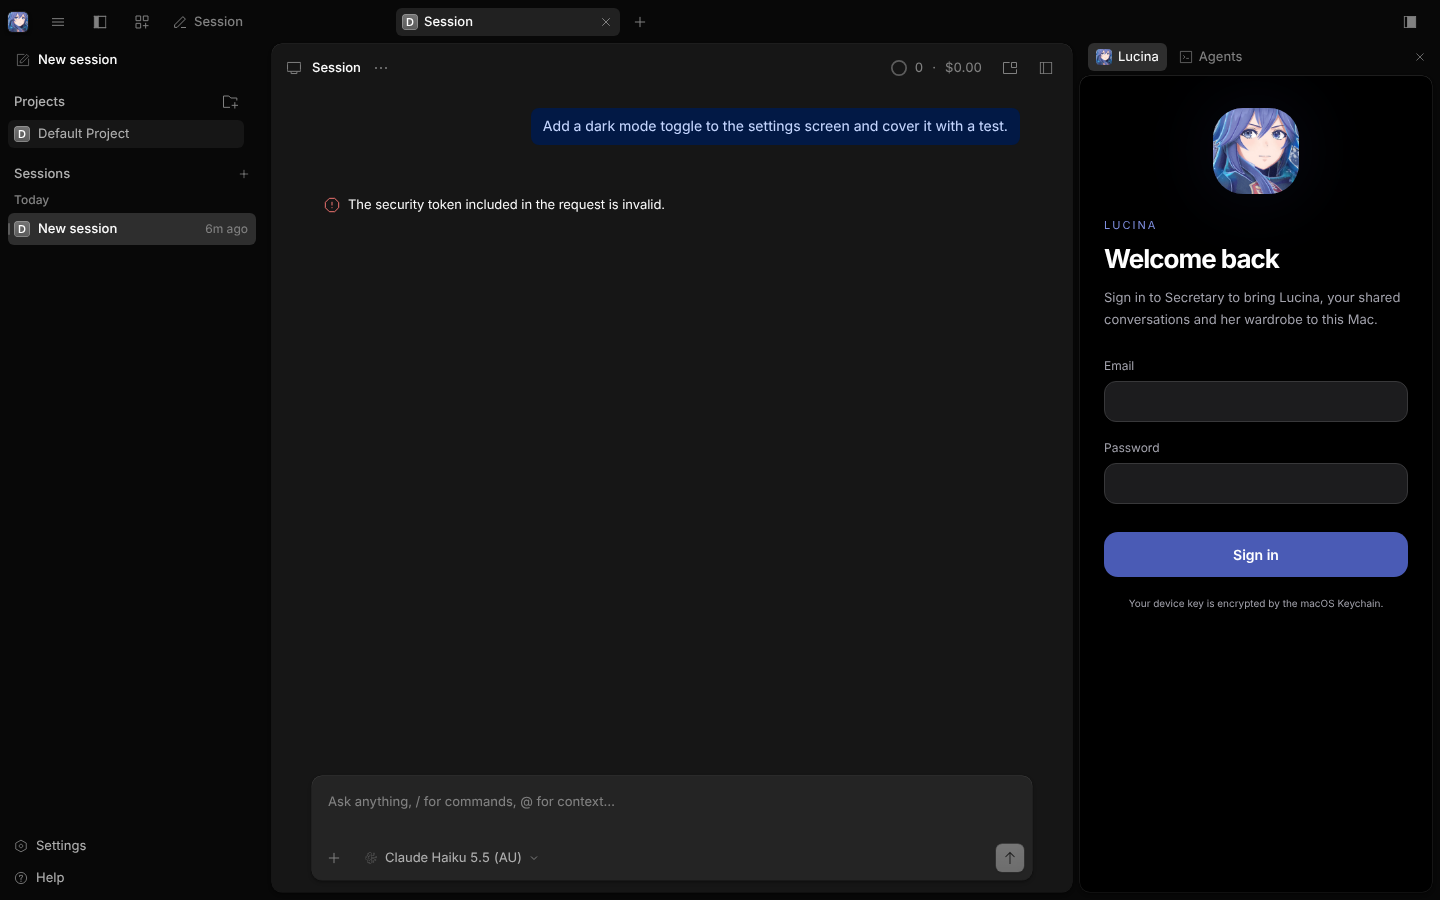 Session
D Session
New session
Projects
D Default Project
Sessions
Today
D New session 6m ago
Settings
Help
Session
0 · $0.00
Add a dark mode toggle to the settings screen and cover it with a test.
The security token included in the request is invalid.
Ask anything, / for commands, @ for context...
Claude Haiku 5.5 (AU)
Lucina
Agents
LUCINA
Welcome back
Sign in to Secretary to bring Lucina, your shared
conversations and her wardrobe to this Mac.
Email
Password
Sign in
Your device key is encrypted by the macOS Keychain.